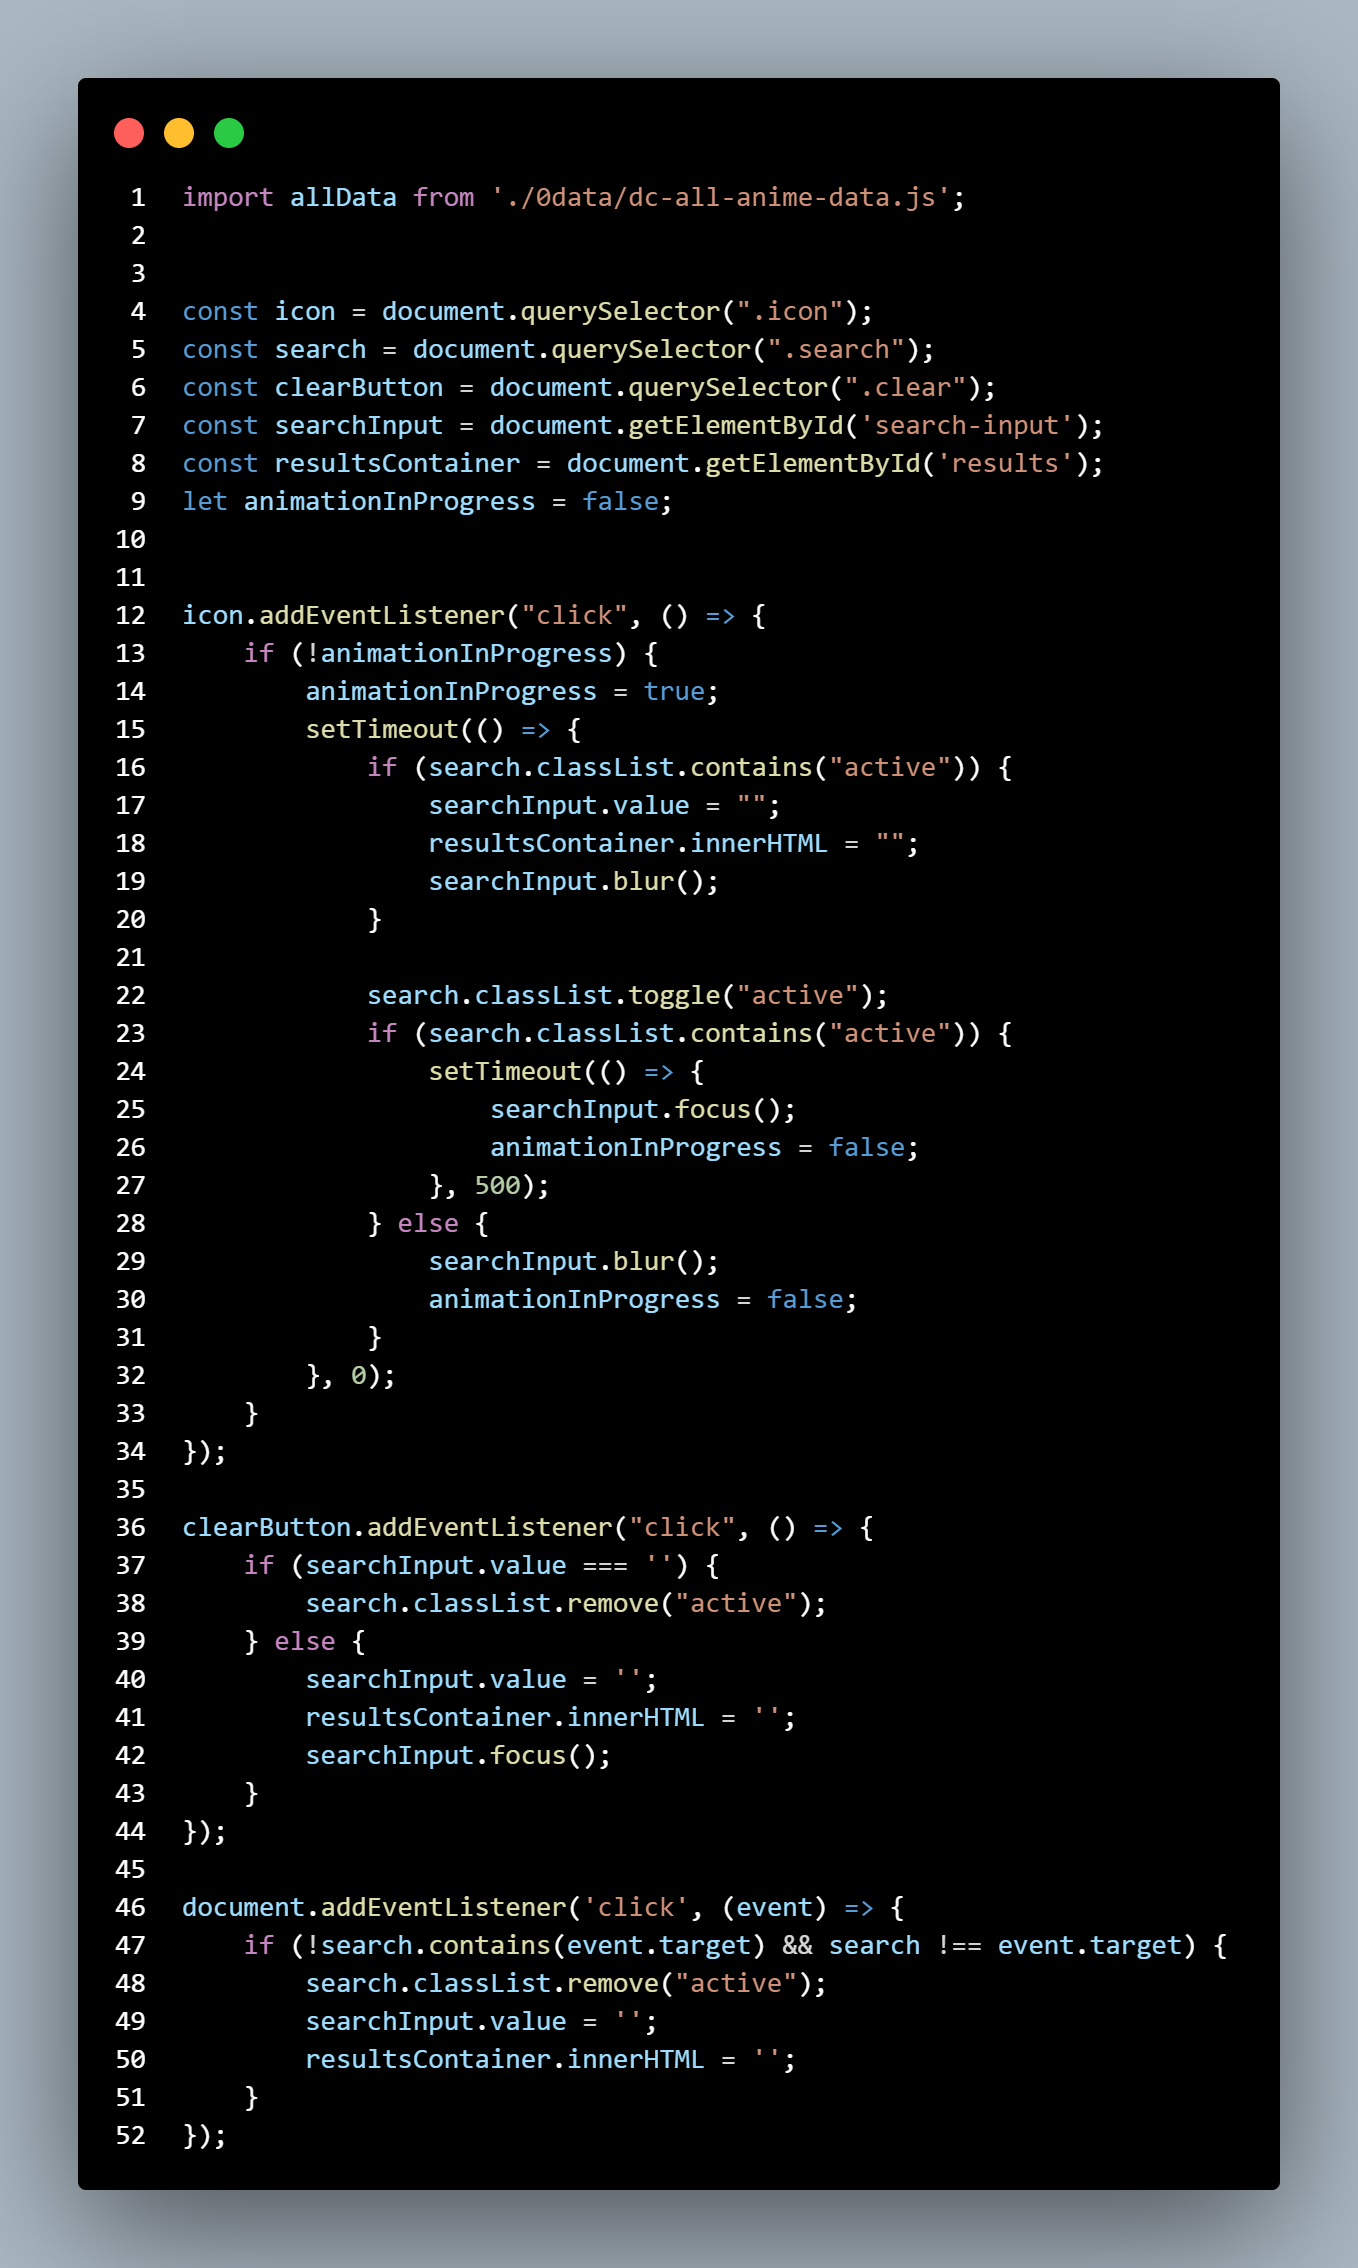 1 import allData from './0data/dc-all-anime-data.js';
2
3
4 const icon = document.querySelector(".icon");
5 const search = document.querySelector(".search");
6 const clearButton = document.querySelector(".clear");
7 const searchInput = document.getElementById('search-input');
8 const resultsContainer = document.getElementById('results');
9 let animationInProgress = false;
10
11
12 icon.addEventListener("click", () => {
13     if (!animationInProgress) {
14         animationInProgress = true;
15         setTimeout(() => {
16             if (search.classList.contains("active")) {
17                 searchInput.value = "";
18                 resultsContainer.innerHTML = "";
19                 searchInput.blur();
20             }
21
22             search.classList.toggle("active");
23             if (search.classList.contains("active")) {
24                 setTimeout(() => {
25                     searchInput.focus();
26                     animationInProgress = false;
27                 }, 500);
28             } else {
29                 searchInput.blur();
30                 animationInProgress = false;
31             }
32         }, 0);
33     }
34 });
35
36 clearButton.addEventListener("click", () => {
37     if (searchInput.value === '') {
38         search.classList.remove("active");
39     } else {
40         searchInput.value = '';
41         resultsContainer.innerHTML = '';
42         searchInput.focus();
43     }
44 });
45
46 document.addEventListener('click', (event) => {
47     if (!search.contains(event.target) && search !== event.target) {
48         search.classList.remove("active");
49         searchInput.value = '';
50         resultsContainer.innerHTML = '';
51     }
52 });